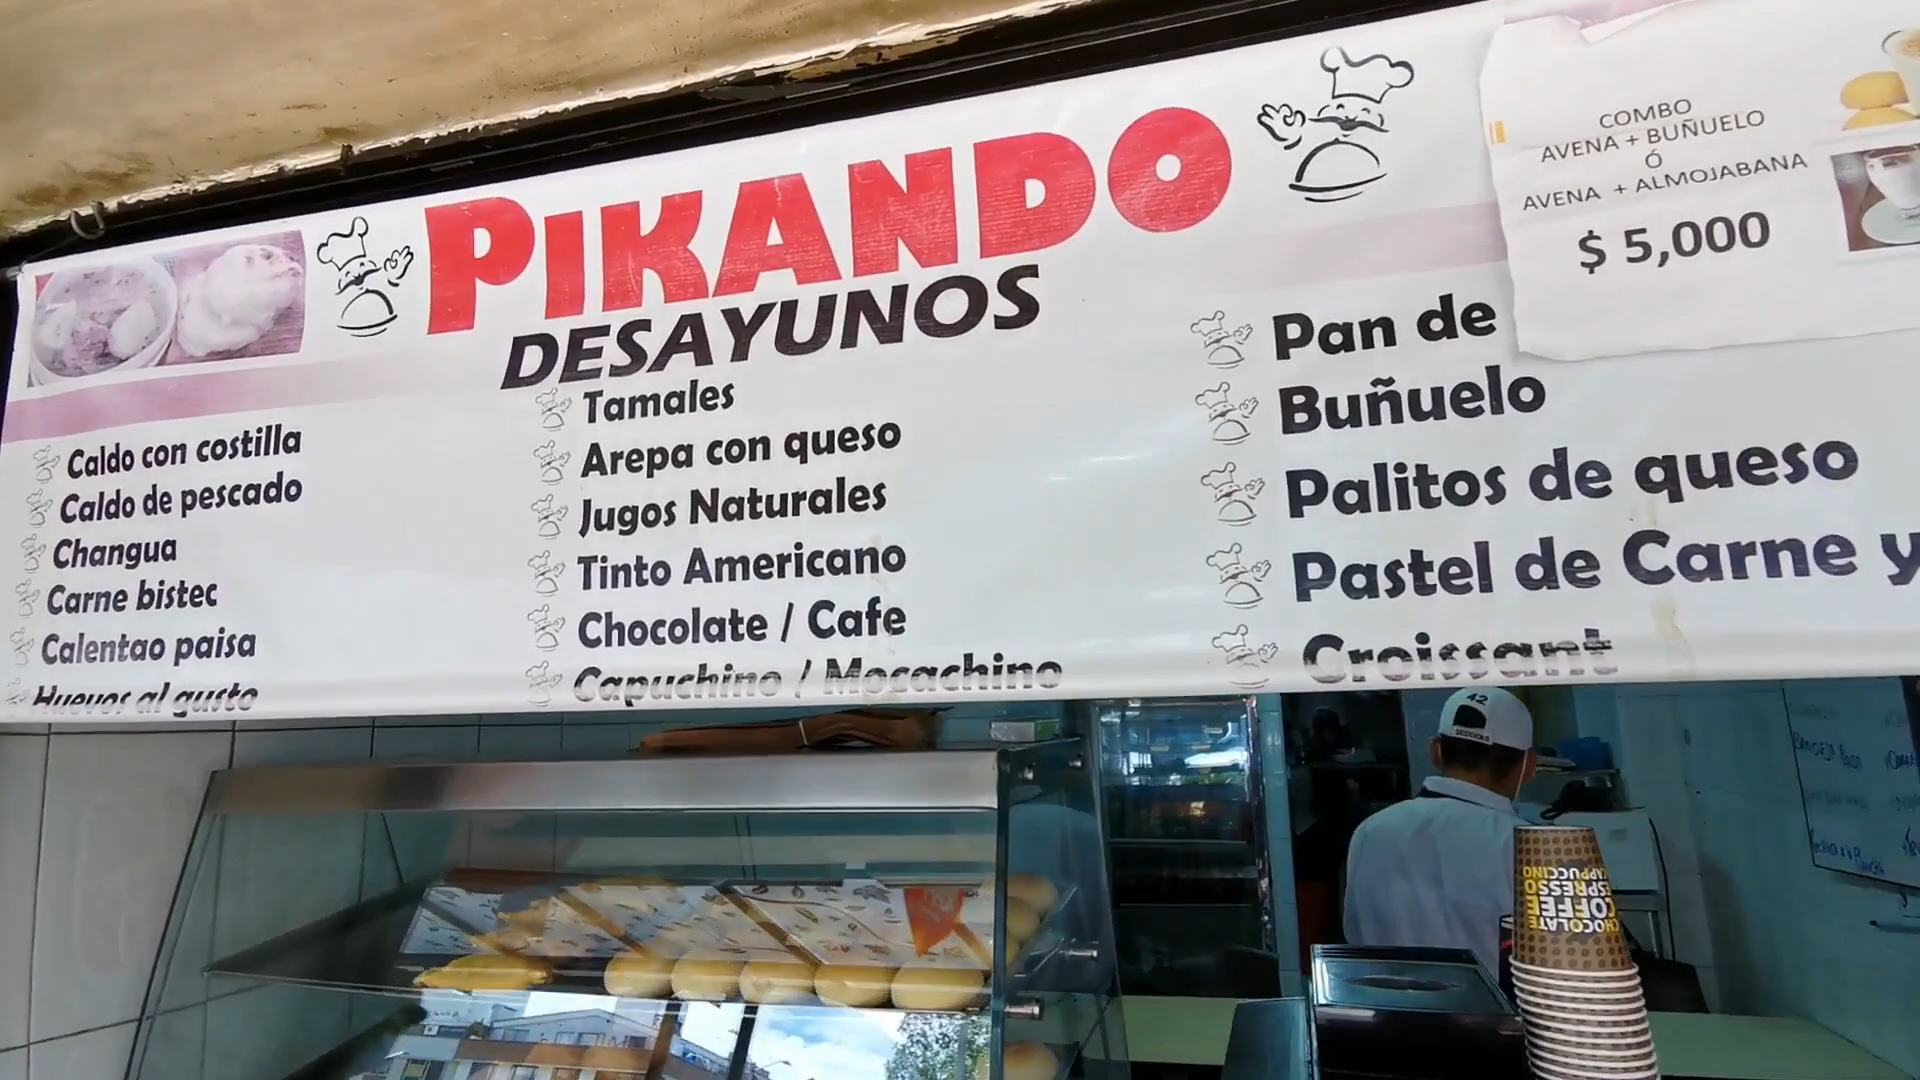 PIKANDO
DESAYUNOS
Caldo con costilla
Caldo de pescado
Changua
Carne bistec
Calentao paisa
Huevos al gusto
Tamales
Arepa con queso
Jugos Naturales
Tinto Americano
Chocolate / Cafe
Capuchino / Mocachino
Pan de
Buñuelo
Palitos de queso
Pastel de Carne y
Croissant
COMBO
AVENA + BUÑUELO
Ó
AVENA + ALMOJABANA
$ 5,000
42
CHOCOLATE
COFFEE
ESPRESSO
CAPPUCCINO